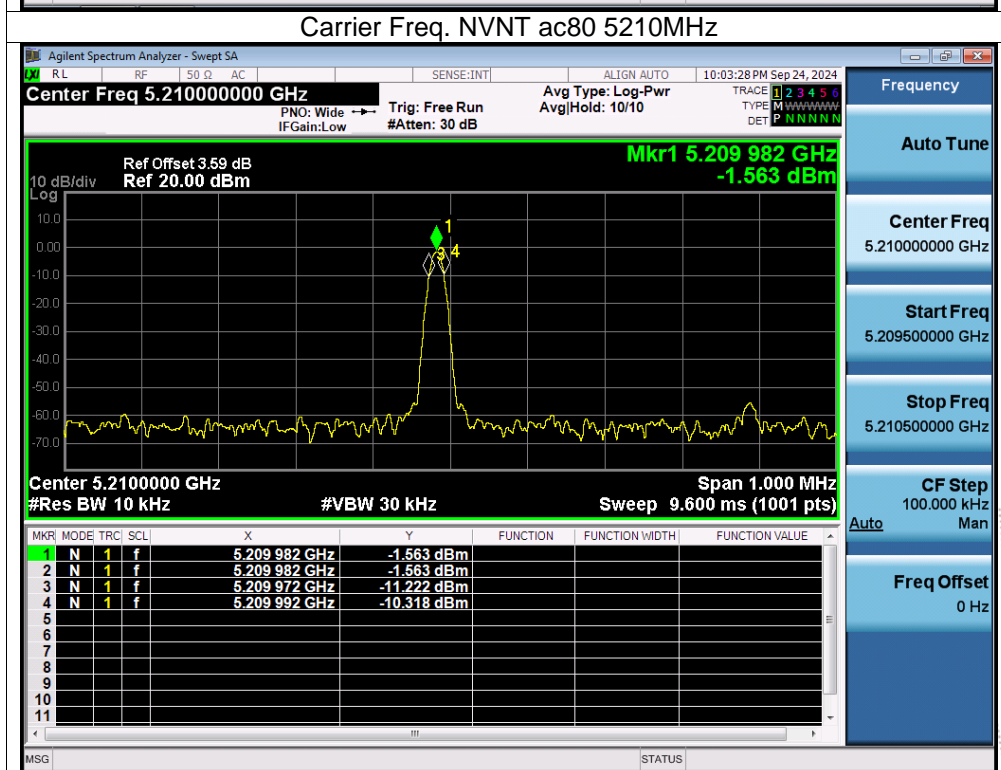 Carrier Freq. NVNT ac80 5210MHz
Agilent Spectrum Analyzer - Swept SA
LXI RL RF 50 Ω AC SENSE:INT ALIGN AUTO 10:03:28 PM Sep 24, 2024
Center Freq 5.210000000 GHz
PNO: Wide
IFGain:Low
Trig: Free Run
#Atten: 30 dB
Avg Type: Log-Pwr
Avg|Hold: 10/10
TRACE 1 2 3 4 5 6
TYPE M WWWWW
DET P NNNNN
Frequency
Auto Tune
Center Freq
5.210000000 GHz
Start Freq
5.209500000 GHz
Stop Freq
5.210500000 GHz
CF Step
100.000 kHz
Auto Man
Freq Offset
0 Hz
Mkr1 5.209 982 GHz
-1.563 dBm
Ref Offset 3.59 dB
10 dB/div Ref 20.00 dBm
Log
10.0
0.00
-10.0
-20.0
-30.0
-40.0
-50.0
-60.0
-70.0
1
3 4
Center 5.2100000 GHz Span 1.000 MHz
#Res BW 10 kHz #VBW 30 kHz Sweep 9.600 ms (1001 pts)
MKR MODE TRC SCL X Y FUNCTION FUNCTION WIDTH FUNCTION VALUE
1 N 1 f 5.209 982 GHz -1.563 dBm
2 N 1 f 5.209 982 GHz -1.563 dBm
3 N 1 f 5.209 972 GHz -11.222 dBm
4 N 1 f 5.209 992 GHz -10.318 dBm
5
6
7
8
9
10
11
MSG STATUS